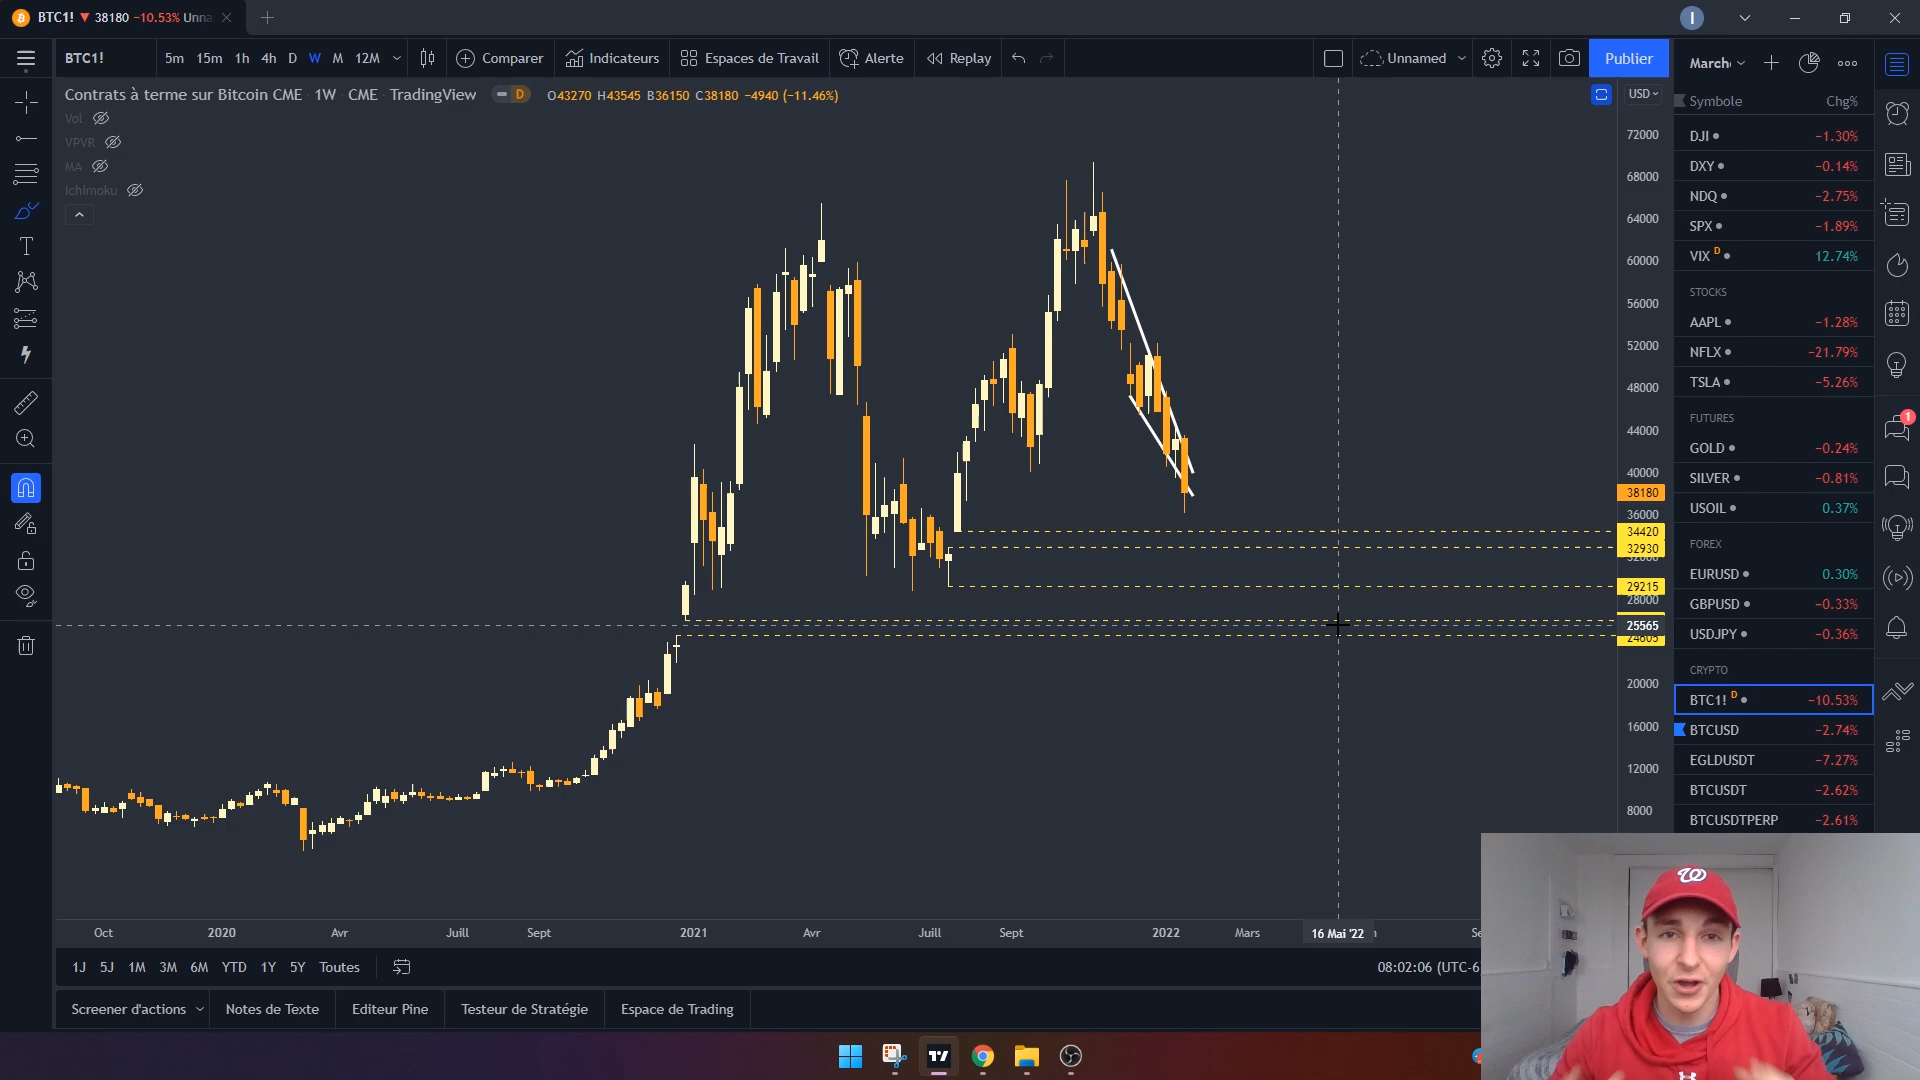 BTC1! ▼ 38180 −10.53% Unna
I
BTC1!
5m 15m 1h 4h D W M 12M
Comparer
Indicateurs
Espaces de Travail
Alerte
Replay
Unnamed
Publier
Contrats à terme sur Bitcoin CME · 1W · CME · TradingView
D
O43270 H43545 B36150 C38180 −4940 (−11.46%)
Vol
VPVR
MA
Ichimoku
USD
72000
68000
64000
60000
56000
52000
48000
44000
40000
38180
36000
34420
32930
32000
29215
28000
25565
24605
20000
16000
12000
8000
Oct 2020 Avr Juill Sept 2021 Avr Juill Sept 2022 Mars 16 Mai '22
1J 5J 1M 3M 6M YTD 1Y 5Y Toutes
08:02:06 (UTC-6
Screener d'actions
Notes de Texte
Editeur Pine
Testeur de Stratégie
Espace de Trading
March
Symbole Chg%
DJI −1.30%
DXY −0.14%
NDQ −2.75%
SPX −1.89%
VIX D 12.74%
STOCKS
AAPL −1.28%
NFLX −21.79%
TSLA −5.26%
FUTURES
GOLD −0.24%
SILVER −0.81%
USOIL 0.37%
FOREX
EURUSD 0.30%
GBPUSD −0.33%
USDJPY −0.36%
CRYPTO
BTC1! D −10.53%
BTCUSD −2.74%
EGLDUSDT −7.27%
BTCUSDT −2.62%
BTCUSDTPERP −2.61%
1
W